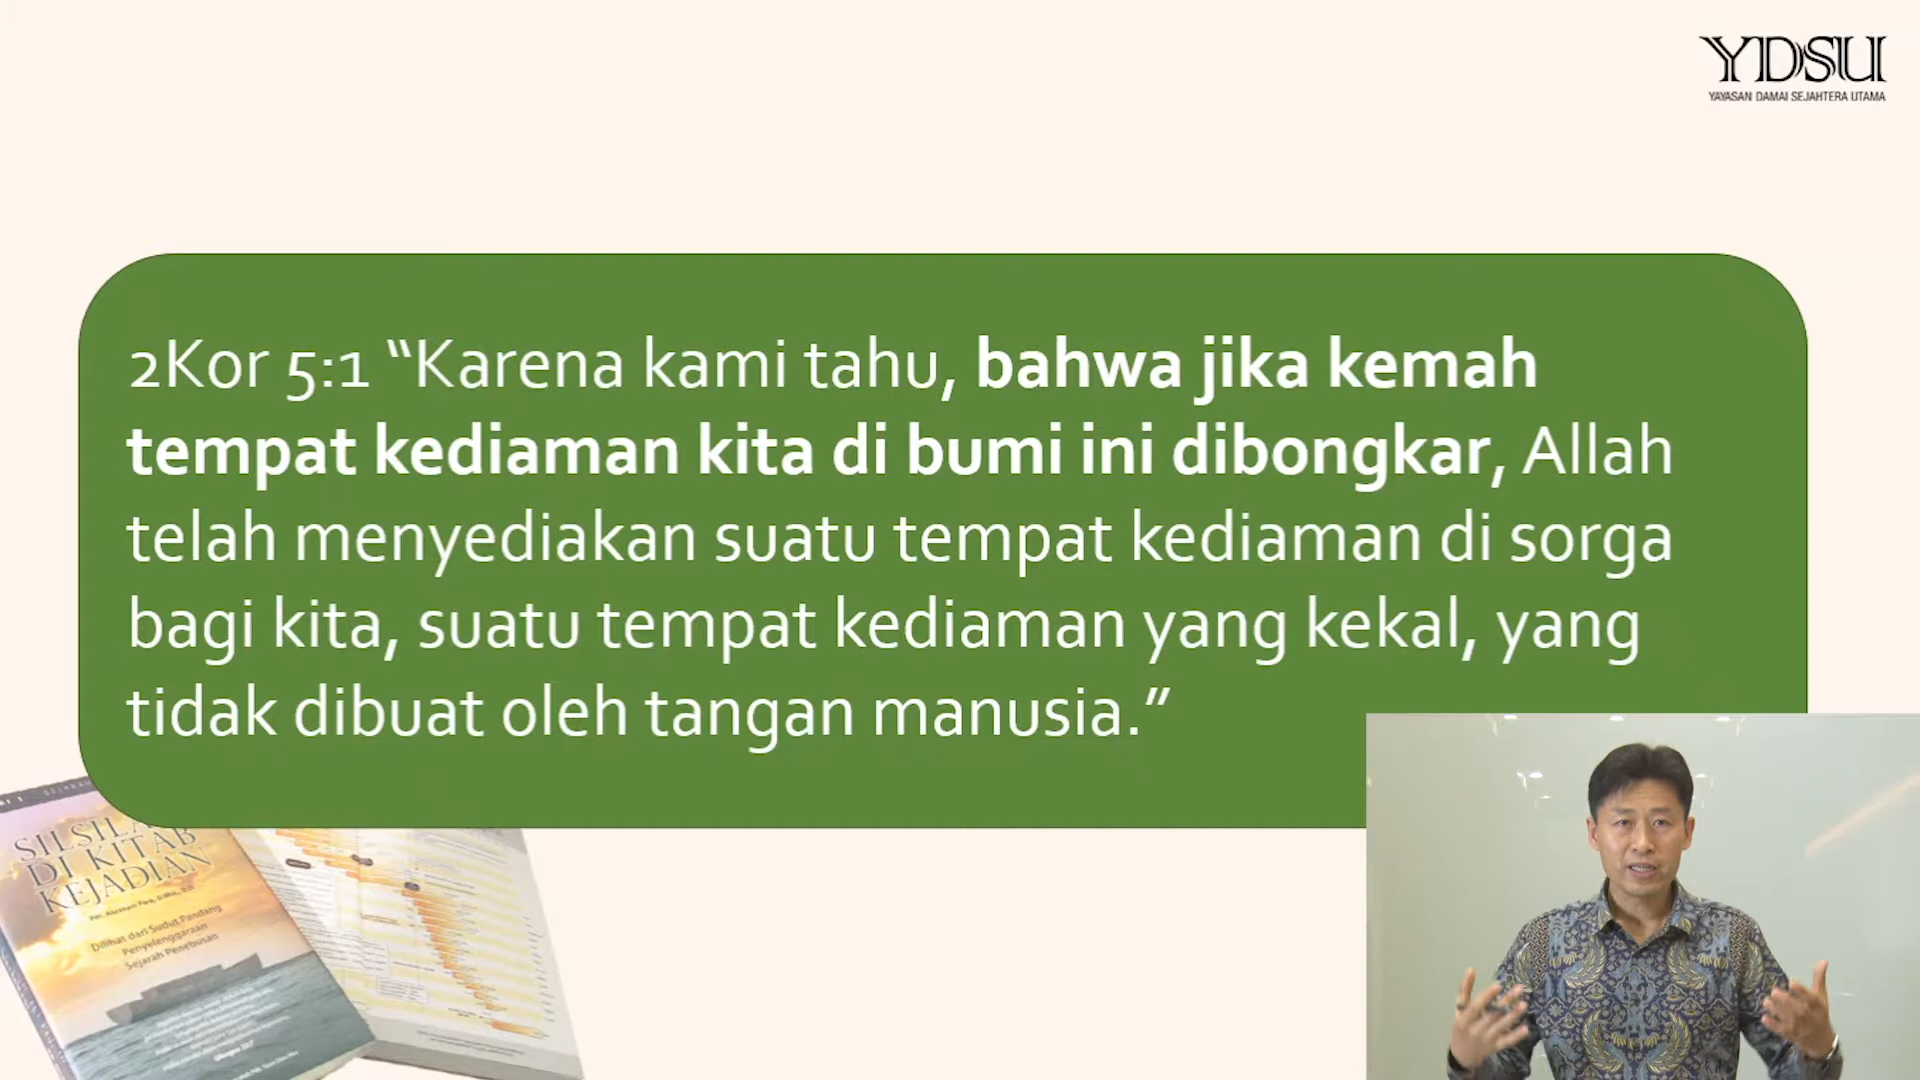 YDSU
YAYASAN DAMAI SEJAHTERA UTAMA
2Kor 5:1 “Karena kami tahu, bahwa jika kemah
tempat kediaman kita di bumi ini dibongkar, Allah
telah menyediakan suatu tempat kediaman di sorga
bagi kita, suatu tempat kediaman yang kekal, yang
tidak dibuat oleh tangan manusia.”
DI KITAB
KEJADIAN
Dilihat dari Sudut Pandang
Penyelenggaraan
Sejarah Penebusan